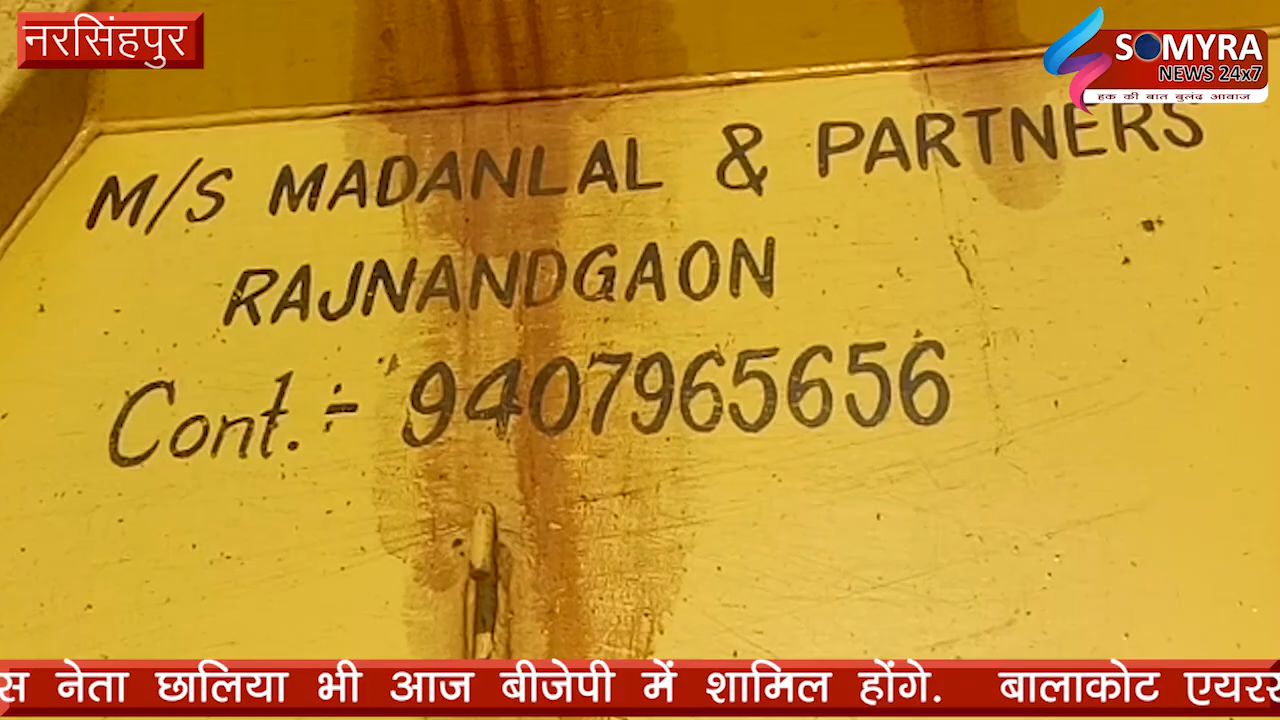 नरसिंहपुर
SOMYRA
NEWS 24x7
हक की बात बुलंद आवाज
M/S MADANLAL & PARTNERS
RAJNANDGAON
Cont.:- 9407965656
नेता छालिया भी आज बीजेपी में शामिल होंगे. बालाकोट